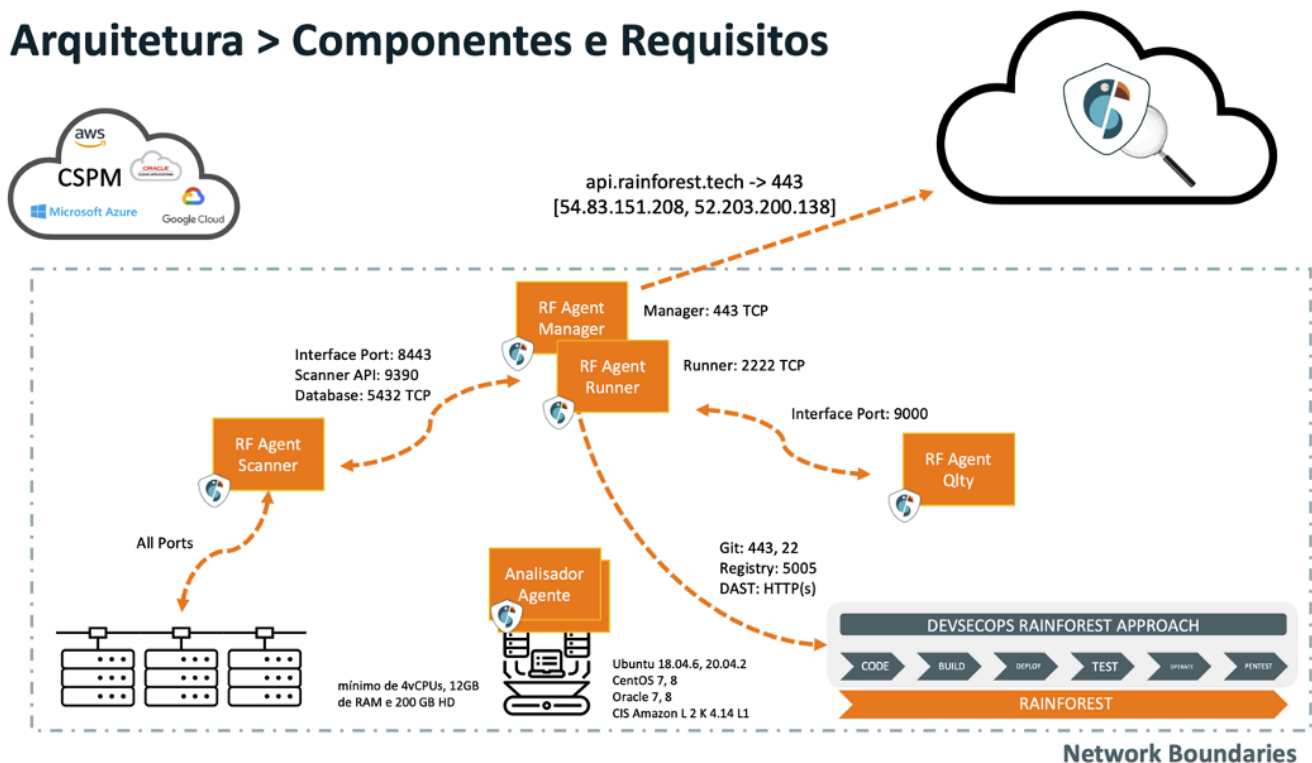 Arquitetura > Componentes e Requisitos
aws
CSPM
ORACLE
Microsoft Azure
Google Cloud
api.rainforest.tech -> 443
[54.83.151.208, 52.203.200.138]
RF Agent
Manager
Manager: 443 TCP
RF Agent
Runner
Runner: 2222 TCP
Interface Port: 8443
Scanner API: 9390
Database: 5432 TCP
Interface Port: 9000
RF Agent
Scanner
RF Agent
Qlty
All Ports
Git: 443, 22
Registry: 5005
DAST: HTTP(s)
Analisador
Agente
mínimo de 4vCPUs, 12GB
de RAM e 200 GB HD
Ubuntu 18.04.6, 20.04.2
CentOS 7, 8
Oracle 7, 8
CIS Amazon L 2 K 4.14 L1
DEVSECOPS RAINFOREST APPROACH
CODE BUILD DEPLOY TEST OPERATE PENTEST
RAINFOREST
Network Boundaries